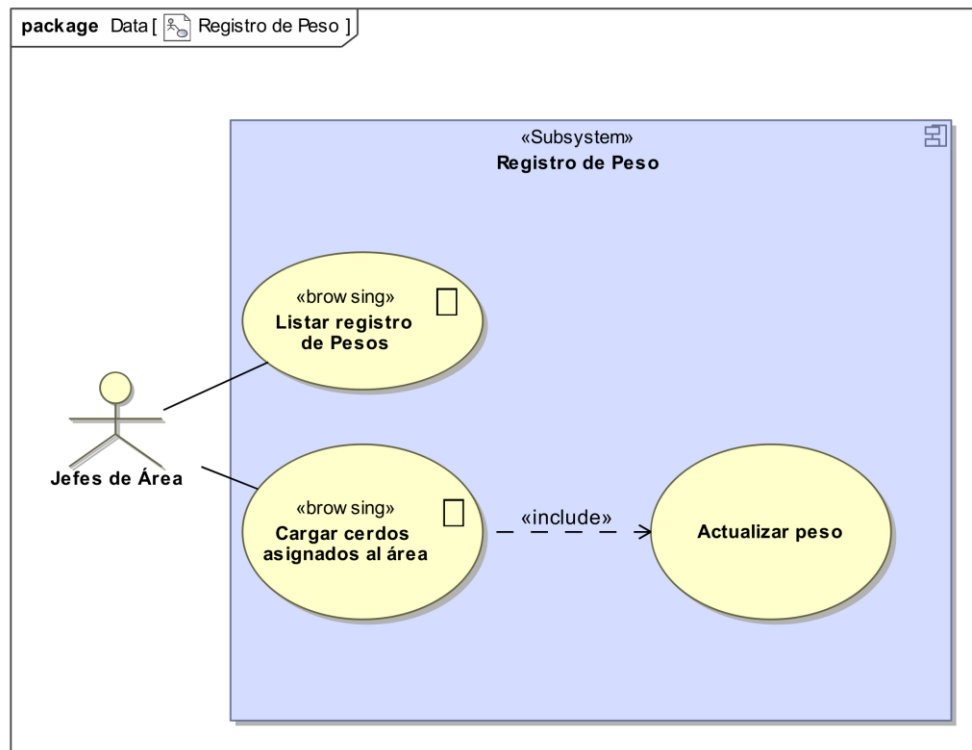 package Data [ Registro de Peso ]
«Subsystem»
Registro de Peso
«brow sing»
Listar registro
de Pesos
Jefes de Área
«brow sing»
Cargar cerdos
asignados al área
«include»
Actualizar peso